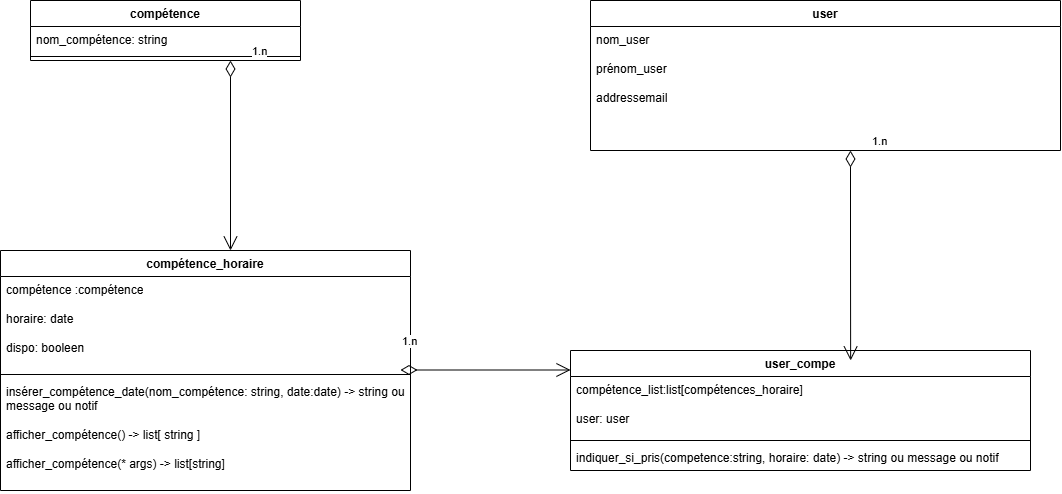 compétence
nom_compétence: string
1.n
user
nom_user
prénom_user
addressemail
1.n
compétence_horaire
compétence :compétence
horaire: date
dispo: booleen
1.n
insérer_compétence_date(nom_compétence: string, date:date) -> string ou
message ou notif
afficher_compétence() -> list[ string ]
afficher_compétence(* args) -> list[string]
user_compe
compétence_list:list[compétences_horaire]
user: user
indiquer_si_pris(competence:string, horaire: date) -> string ou message ou notif